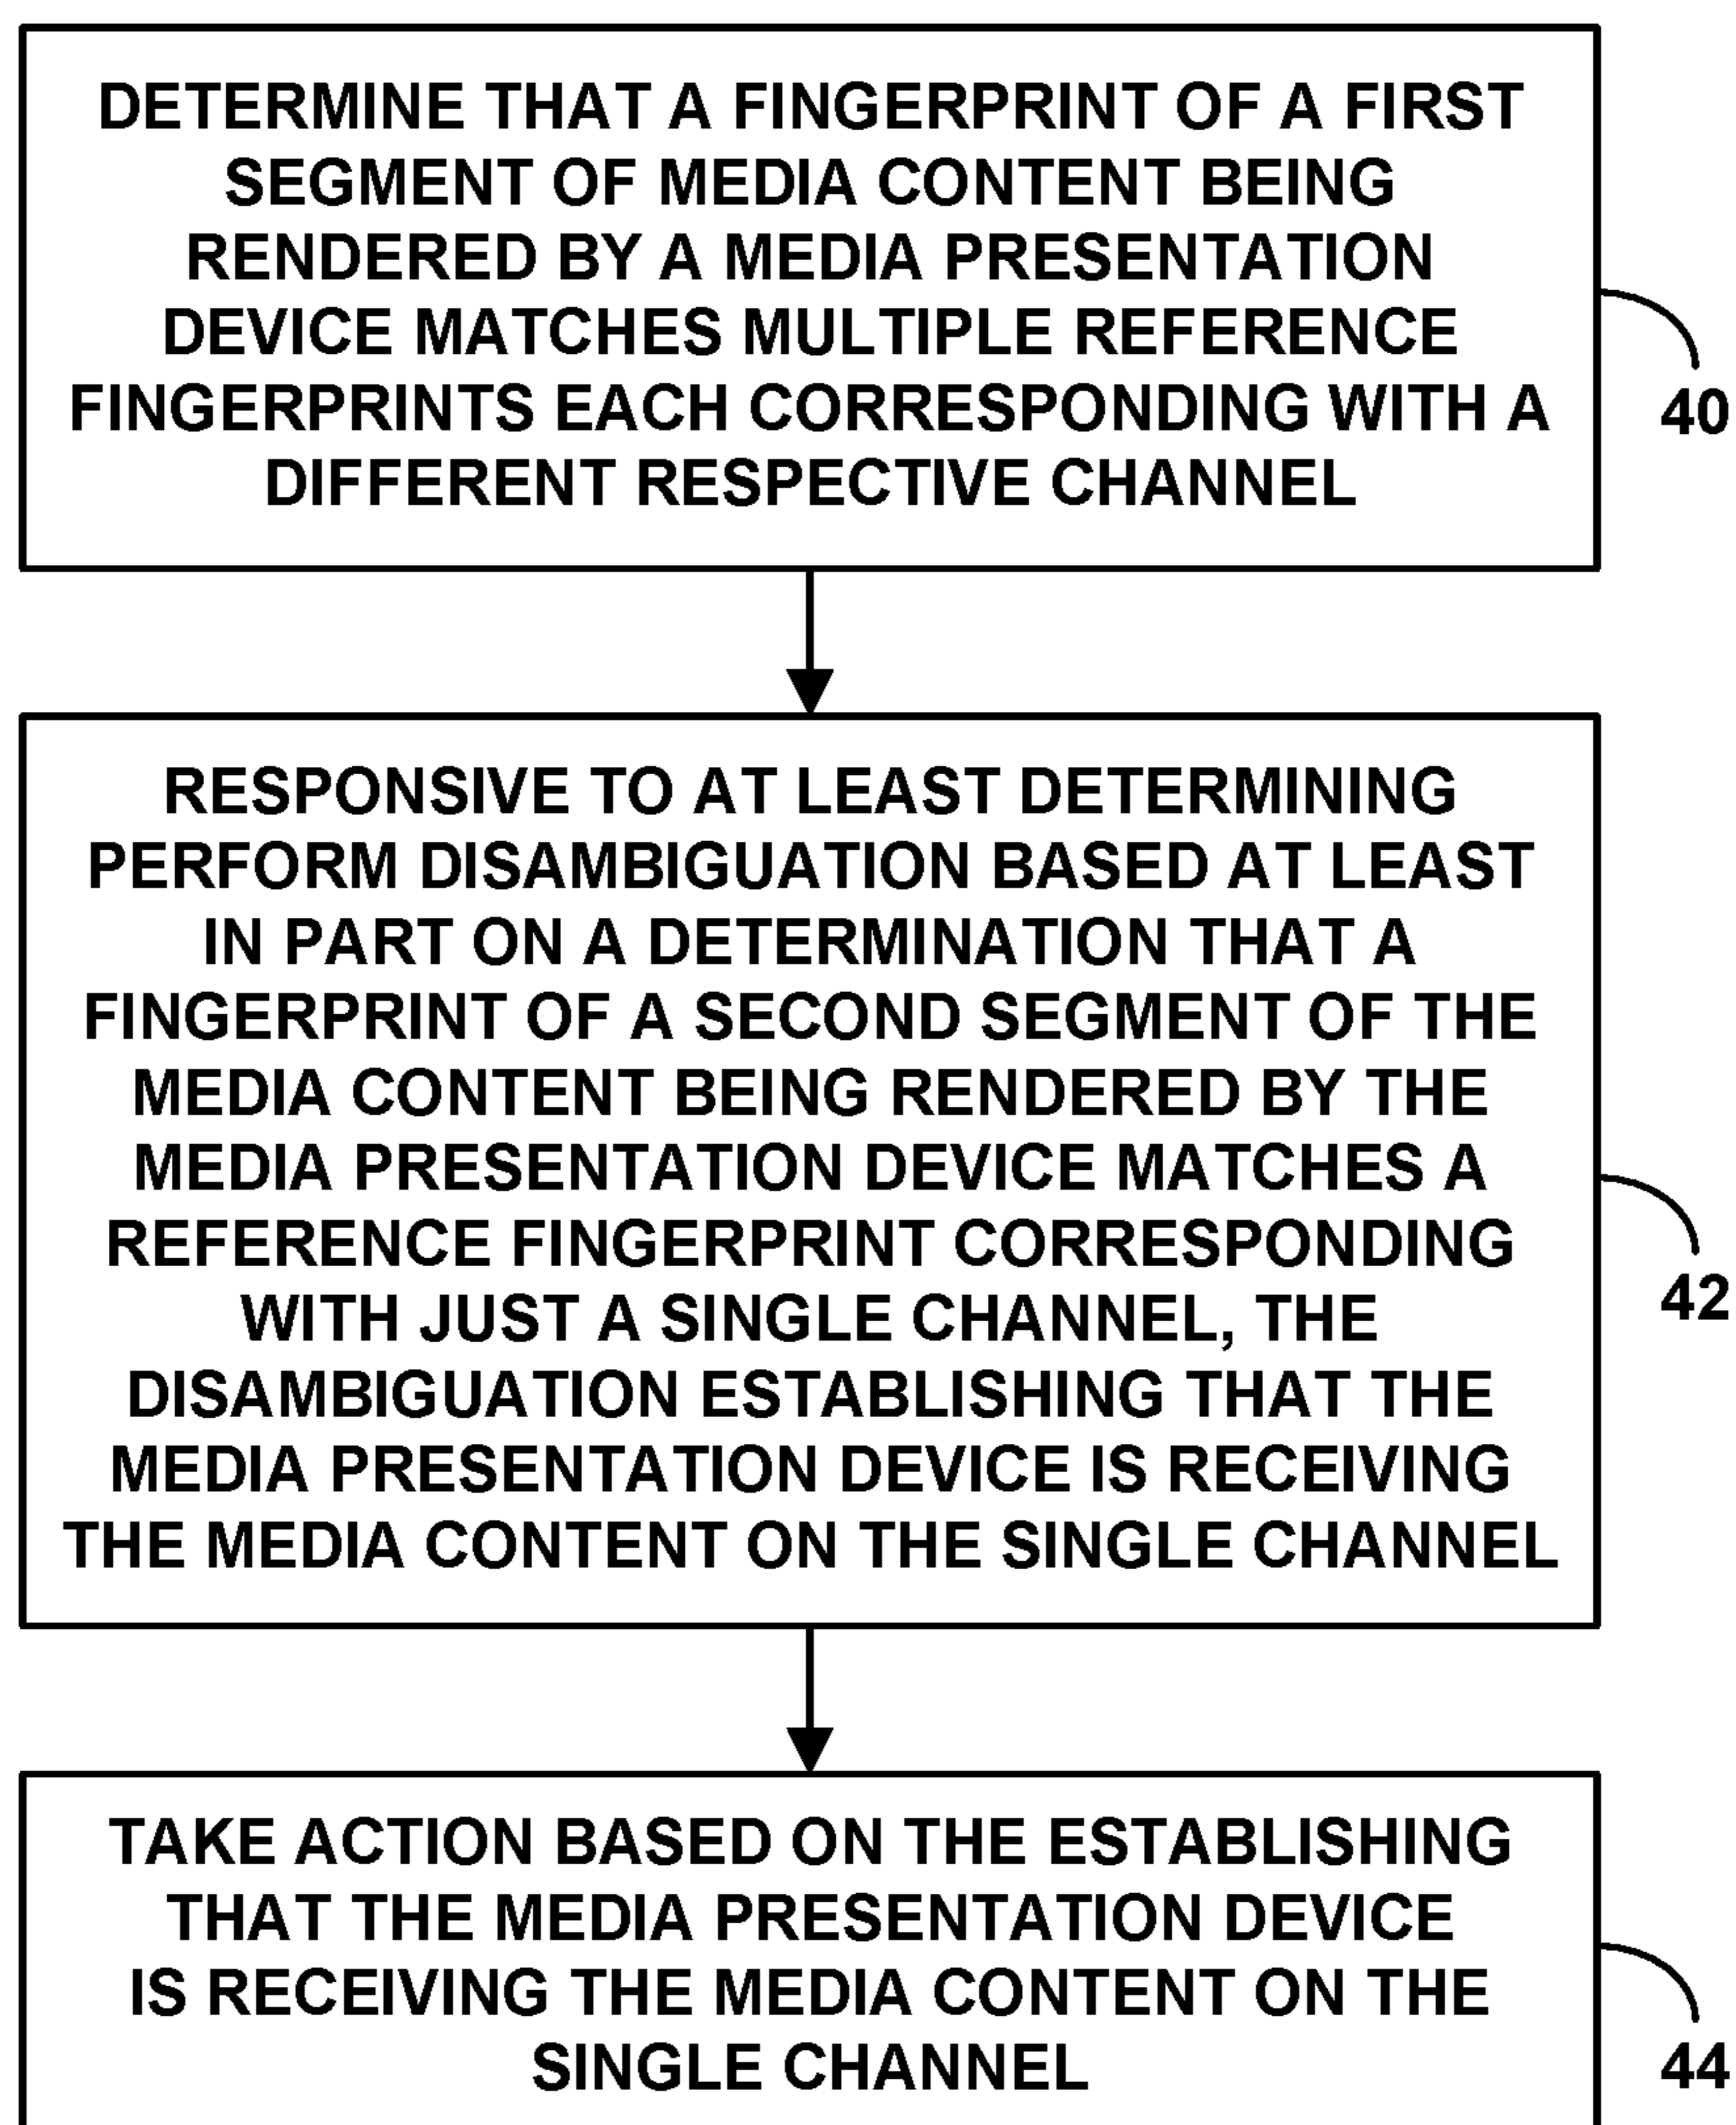 DETERMINE THAT A FINGERPRINT OF A FIRST
SEGMENT OF MEDIA CONTENT BEING
RENDERED BY A MEDIA PRESENTATION
DEVICE MATCHES MULTIPLE REFERENCE
FINGERPRINTS EACH CORRESPONDING WITH A
DIFFERENT RESPECTIVE CHANNEL
40
RESPONSIVE TO AT LEAST DETERMINING
PERFORM DISAMBIGUATION BASED AT LEAST
IN PART ON A DETERMINATION THAT A
FINGERPRINT OF A SECOND SEGMENT OF THE
MEDIA CONTENT BEING RENDERED BY THE
MEDIA PRESENTATION DEVICE MATCHES A
REFERENCE FINGERPRINT CORRESPONDING
WITH JUST A SINGLE CHANNEL, THE
DISAMBIGUATION ESTABLISHING THAT THE
MEDIA PRESENTATION DEVICE IS RECEIVING
THE MEDIA CONTENT ON THE SINGLE CHANNEL
42
TAKE ACTION BASED ON THE ESTABLISHING
THAT THE MEDIA PRESENTATION DEVICE
IS RECEIVING THE MEDIA CONTENT ON THE
SINGLE CHANNEL
44